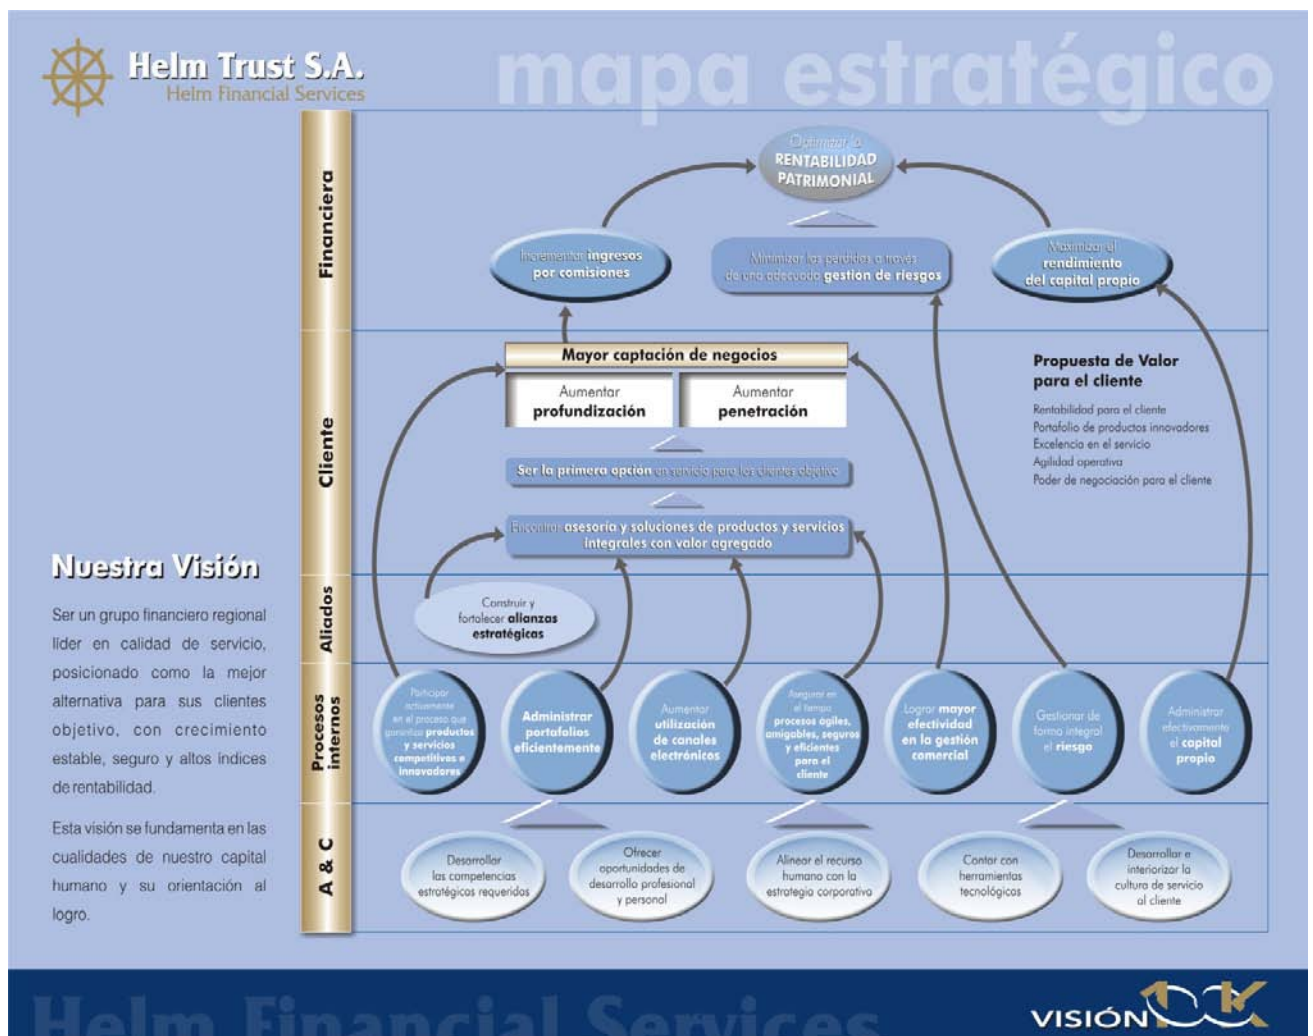 Helm Trust S.A.
Helm Financial Services
mapa estratégico
Financiera
Optimizar la
RENTABILIDAD
PATRIMONIAL
Incrementar ingresos
por comisiones
Minimizar las pérdidas a través
de una adecuada gestión de riesgos
Maximizar el
rendimiento
del capital propio
Cliente
Mayor captación de negocios
Aumentar
profundización
Aumentar
penetración
Ser la primera opción en servicio para los clientes objetivo
Encontrar asesoría y soluciones de productos y servicios
integrales con valor agregado
Propuesta de Valor
para el cliente
Rentabilidad para el cliente
Portafolio de productos innovadores
Excelencia en el servicio
Agilidad operativa
Poder de negociación para el cliente
Nuestra Visión
Ser un grupo financiero regional
líder en calidad de servicio,
posicionado como la mejor
alternativa para sus clientes
objetivo, con crecimiento
estable, seguro y altos índices
de rentabilidad.
Esta visión se fundamenta en las
cualidades de nuestro capital
humano y su orientación al
logro.
Aliados
Construir y
fortalecer alianzas
estratégicas
Procesos
internos
Participar
activamente
en el proceso que
garantiza productos
y servicios
competitivos e
innovadores
Administrar
portafolios
eficientemente
Aumentar
utilización
de canales
electrónicos
Asegurar en
el tiempo
procesos ágiles,
amigables, seguros
y eficientes
para el
cliente
Lograr mayor
efectividad
en la gestión
comercial
Gestionar de
forma integral
el riesgo
Administrar
efectivamente
el capital
propio
A & C
Desarrollar
las competencias
estratégicos requeridos
Ofrecer
oportunidades de
desarrollo profesional
y personal
Alinear el recurso
humano con la
estrategia corporativa
Contar con
herramientas
tecnológicos
Desarrollar e
interiorizar la
cultura de servicio
al cliente
Helm Financial Services
VISIÓN 100K